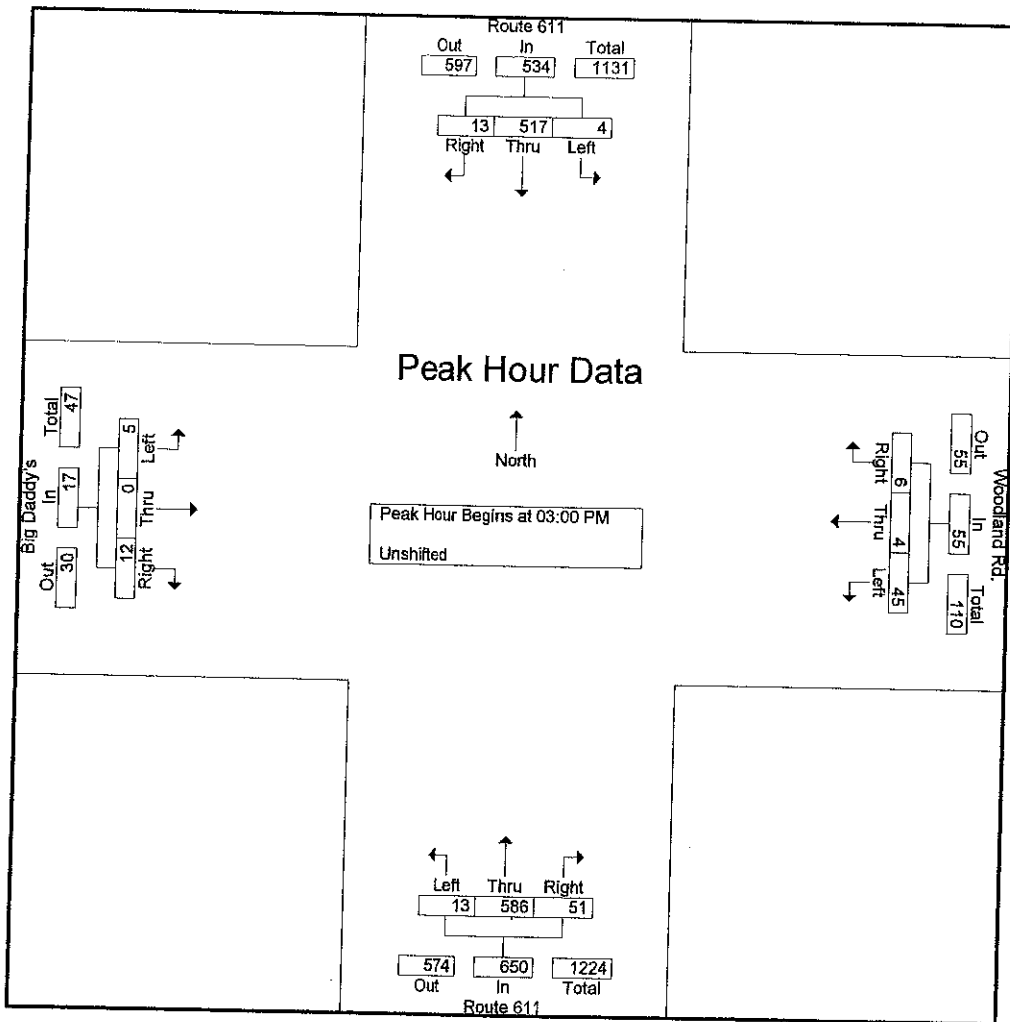 Route 611
Out In Total
597 534 1131
13 517 4
Right Thru Left
Peak Hour Data
North
Peak Hour Begins at 03:00 PM
Unshifted
Big Daddy's
Total In Out
47 17 30
5 0 12
Left Thru Right
Woodland Rd.
Out In Total
55 55 110
6 4 45
Right Thru Left
Left Thru Right
13 586 51
574 650 1224
Out In Total
Route 611